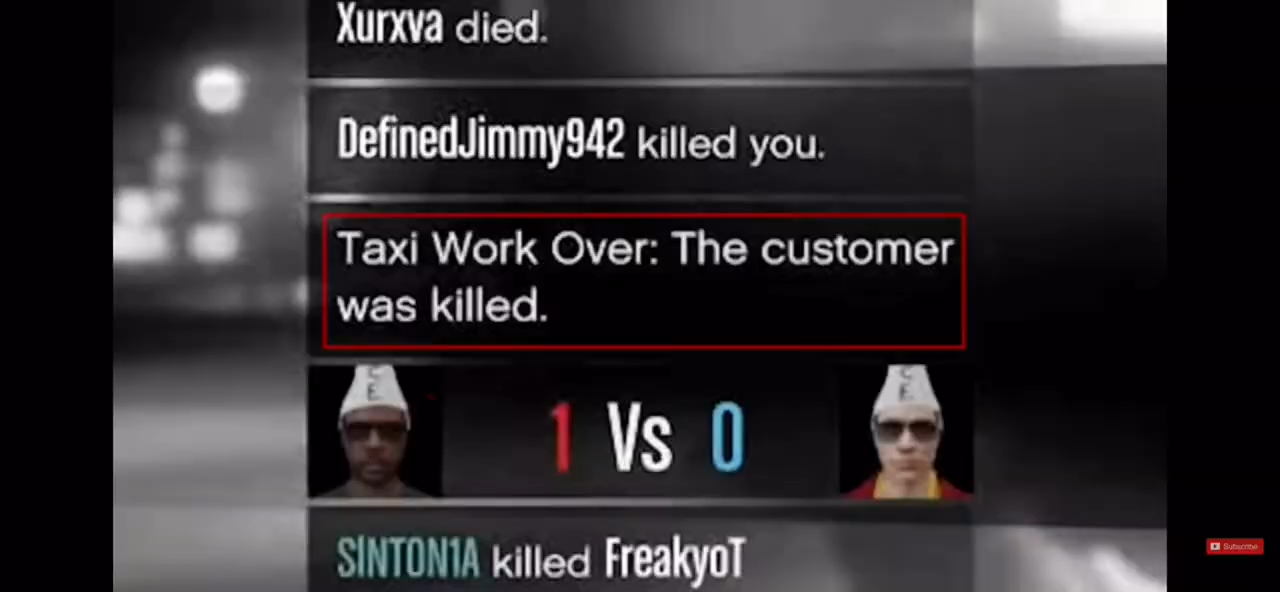 Xurxva died.
DefinedJimmy942 killed you.
Taxi Work Over: The customer
was killed.
1 Vs 0
SINTON1A killed FreakyoT
Subscribe